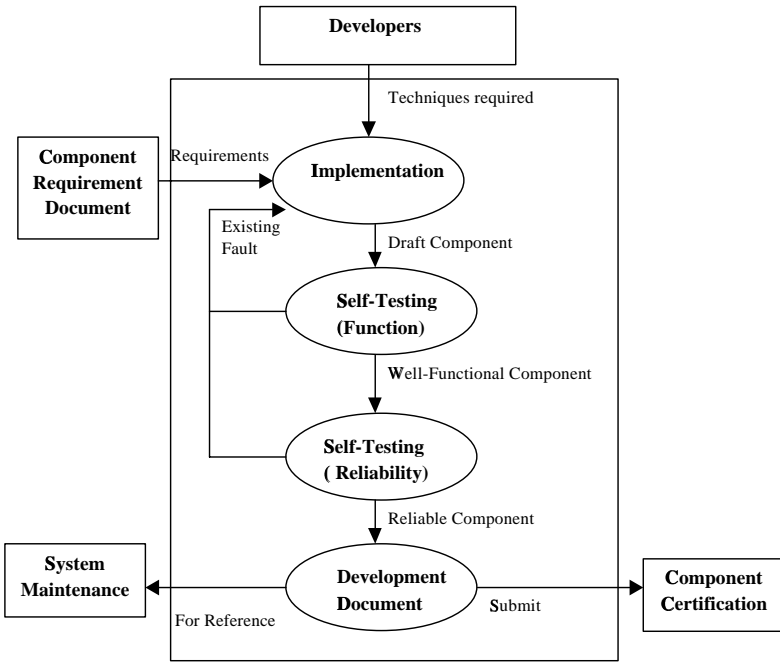 Developers
Techniques required
Component
Requirement
Document
Requirements
Implementation
Existing
Fault
Draft Component
Self-Testing
(Function)
Well-Functional Component
Self-Testing
( Reliability)
Reliable Component
System
Maintenance
Development
Document
Component
Certification
For Reference
Submit